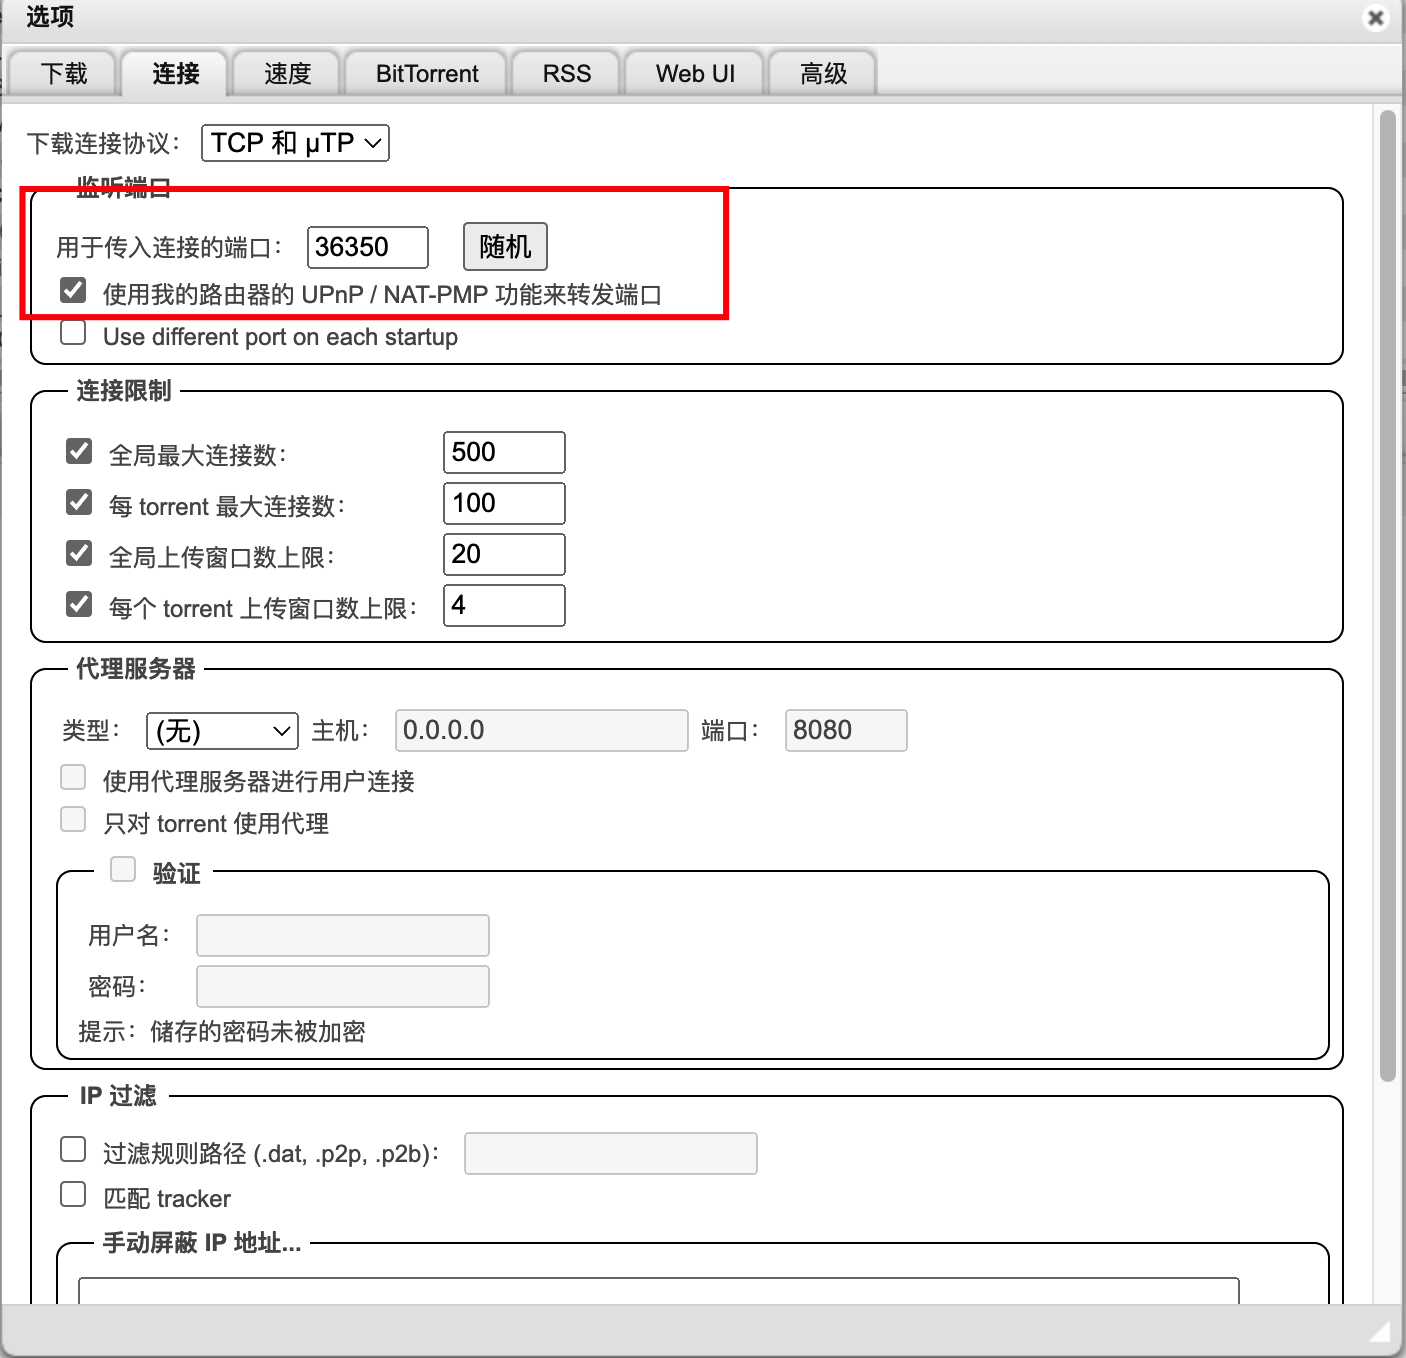 选项
下载 连接 速度 BitTorrent RSS Web UI 高级
下载连接协议： TCP 和 μTP
监听端口
用于传入连接的端口： 36350 随机
使用我的路由器的 UPnP / NAT-PMP 功能来转发端口
Use different port on each startup
连接限制
全局最大连接数： 500
每 torrent 最大连接数： 100
全局上传窗口数上限： 20
每个 torrent 上传窗口数上限： 4
代理服务器
类型： (无) 主机： 0.0.0.0 端口： 8080
使用代理服务器进行用户连接
只对 torrent 使用代理
验证
用户名：
密码：
提示：储存的密码未被加密
IP 过滤
过滤规则路径 (.dat, .p2p, .p2b)：
匹配 tracker
手动屏蔽 IP 地址...